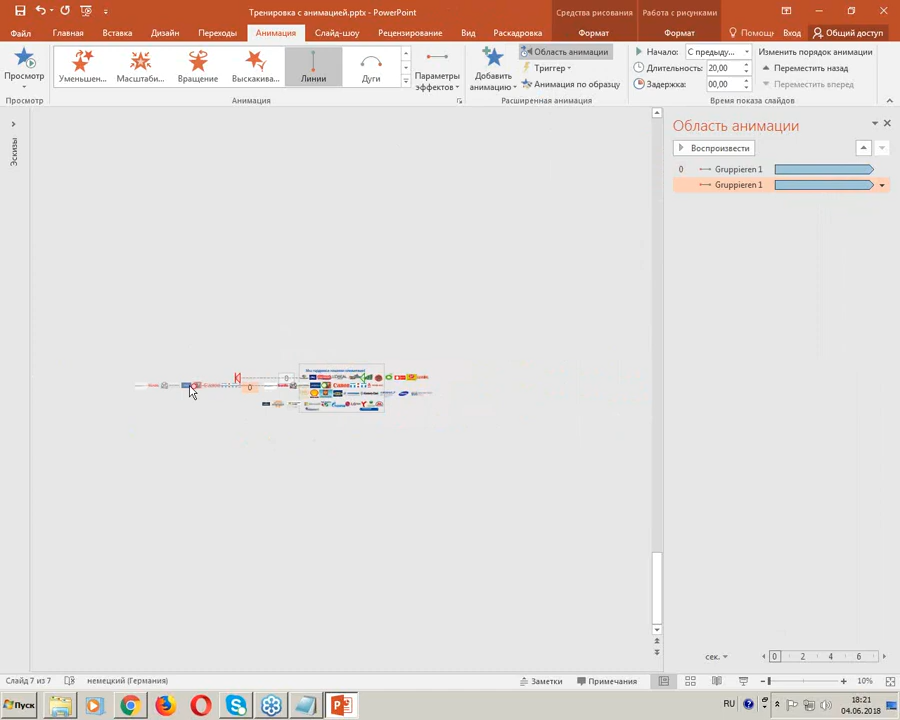 Тренировка с анимацией.pptx - PowerPoint
Средства рисования
Работа с рисунками
Файл
Главная
Вставка
Дизайн
Переходы
Анимация
Слайд-шоу
Рецензирование
Вид
Раскадровка
Формат
Формат
Помощь
Вход
Общий доступ
Просмотр
Уменьшен...
Масштаби...
Вращение
Выскакива...
Линии
Дуги
Параметры эффектов
Добавить анимацию
Область анимации
Триггер
Анимация по образцу
Начало: С предыду...
Длительность: 20,00
Задержка: 00,00
Изменить порядок анимации
Переместить назад
Переместить вперед
Просмотр
Анимация
Расширенная анимация
Время показа слайдов
Эскизы
Область анимации
Воспроизвести
0 Gruppieren 1
Gruppieren 1
0
0
Canon
сек.
0 2 4 6
Слайд 7 из 7
немецкий (Германия)
Заметки
Примечания
10%
Пуск
RU
18:21
04.06.2018